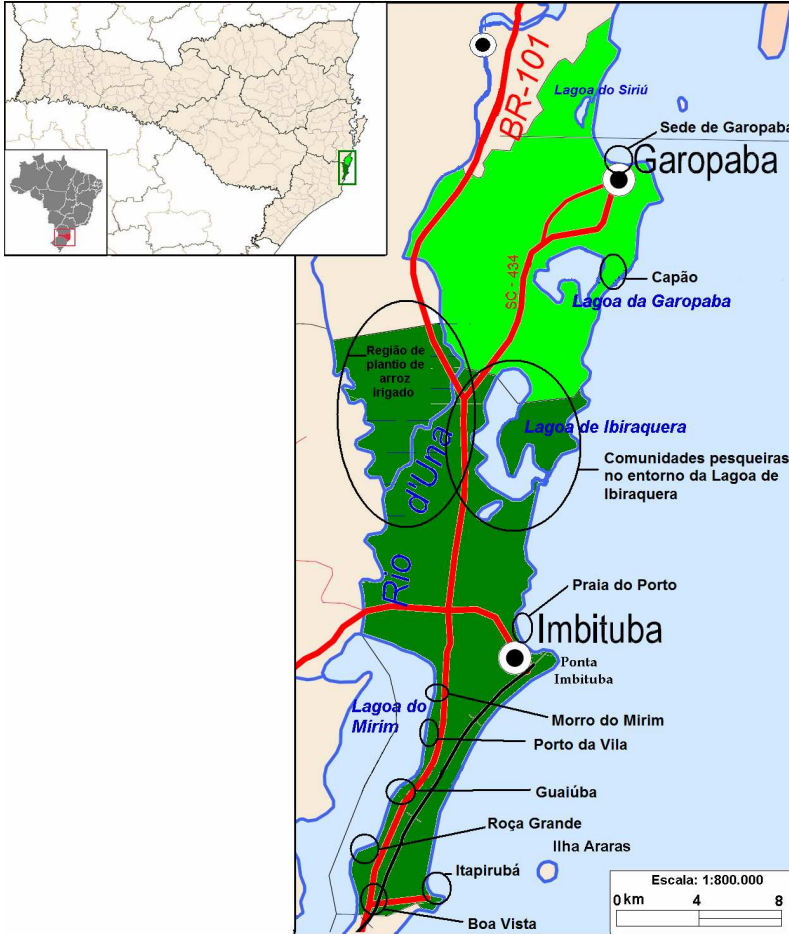 BR-101
Lagoa do Siriú
Sede de Garopaba
Garopaba
SC - 434
Capão
Lagoa da Garopaba
Região de
plantio de
arroz
irrigado
Lagoa de Ibiraquera
Comunidades pesqueiras
no entorno da Lagoa de
Ibiraquera
Rio d'Una
Praia do Porto
Imbituba
Ponta
Imbituba
Lagoa do
Mirim
Morro do Mirim
Porto da Vila
Guaiúba
Roça Grande
Ilha Araras
Itapirubá
Boa Vista
Escala: 1:800.000
0 km 4 8